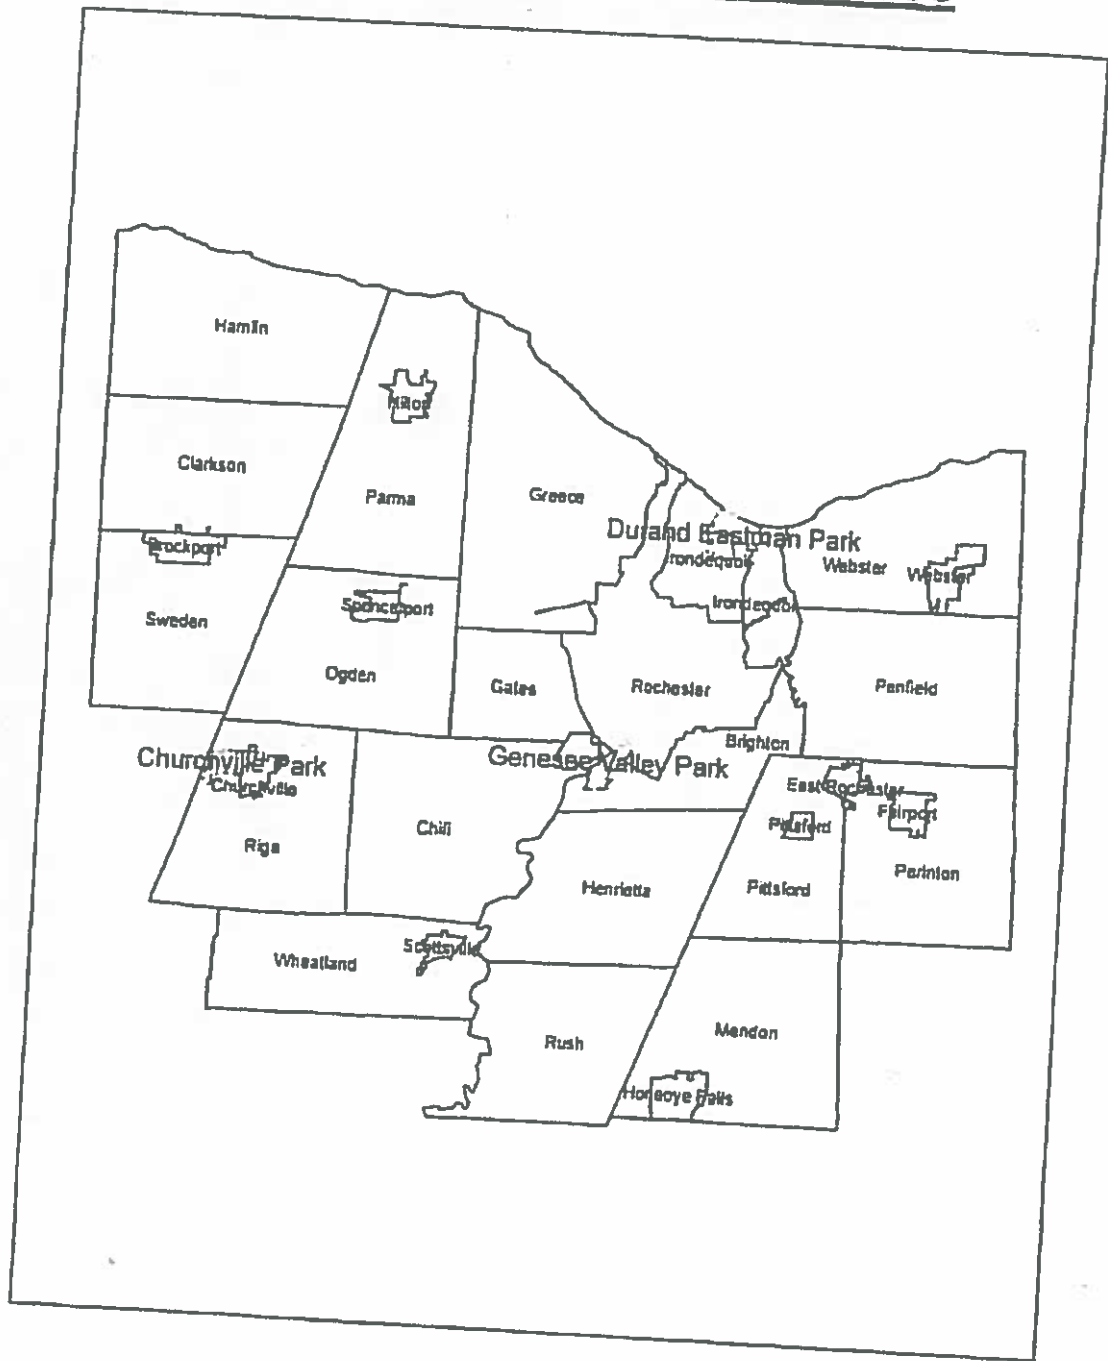 Hamlin
Hilton
Clarkson
Parma
Greece
Durand Eastman Park
Brockport
Irondequoit
Webster
Webster
Spencerport
Irondequoit
Sweden
Ogden
Gates
Rochester
Penfield
Brighton
Churchville Park
Genesee Valley Park
Churchville
East Rochester
Fairport
Chili
Pittsford
Riga
Perinton
Henrietta
Pittsford
Scottsville
Wheatland
Mendon
Rush
Honeoye Falls